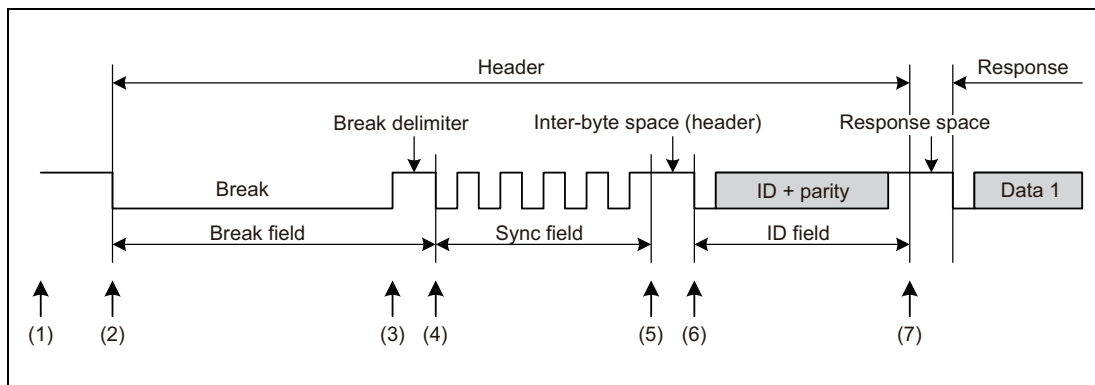 Header
Response
Break delimiter
Inter-byte space (header)
Response space
Break
ID + parity
Data 1
Break field
Sync field
ID field
(1)
(2)
(3)
(4)
(5)
(6)
(7)